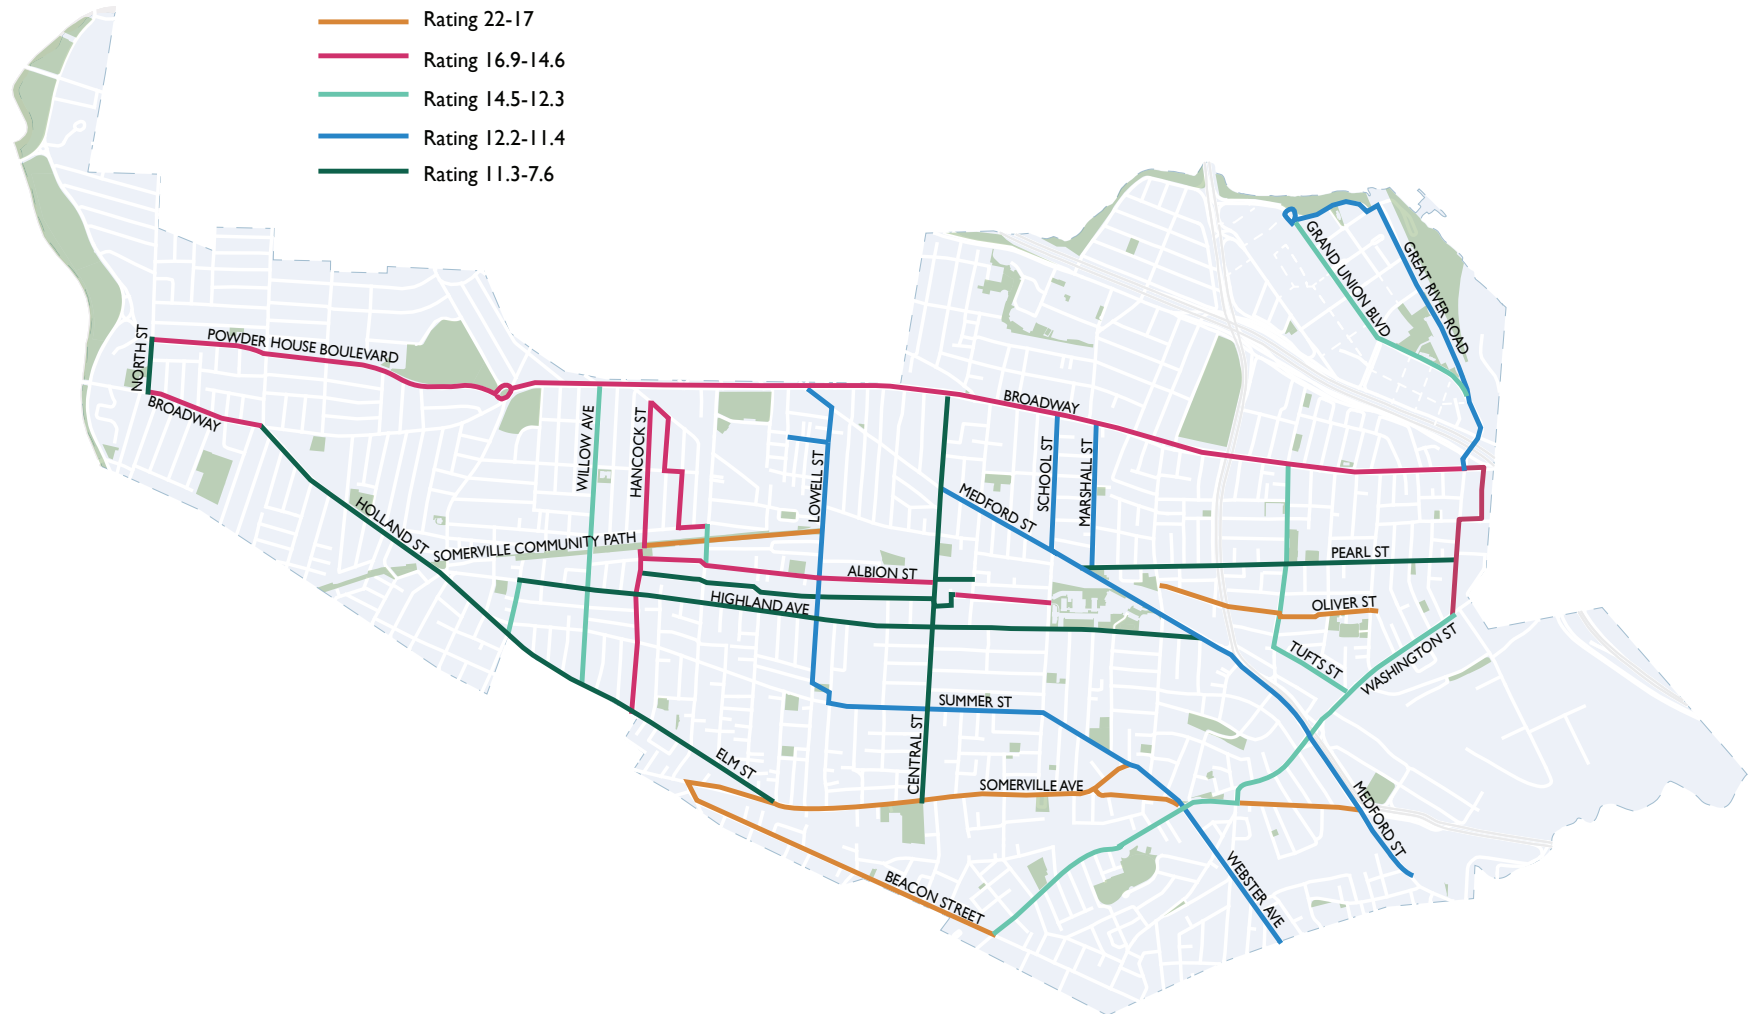 Rating 22-17
Rating 16.9-14.6
Rating 14.5-12.3
Rating 12.2-11.4
Rating 11.3-7.6
GRAND UNION BLVD
GREAT RIVER ROAD
NORTH ST
POWDER HOUSE BOULEVARD
BROADWAY
BROADWAY
WILLOW AVE
HANCOCK ST
LOWELL ST
SCHOOL ST
MARSHALL ST
MEDFORD ST
HOLLAND ST
SOMERVILLE COMMUNITY PATH
PEARL ST
ALBION ST
HIGHLAND AVE
OLIVER ST
TUFTS ST
WASHINGTON ST
SUMMER ST
CENTRAL ST
ELM ST
SOMERVILLE AVE
MEDFORD ST
BEACON STREET
WEBSTER AVE